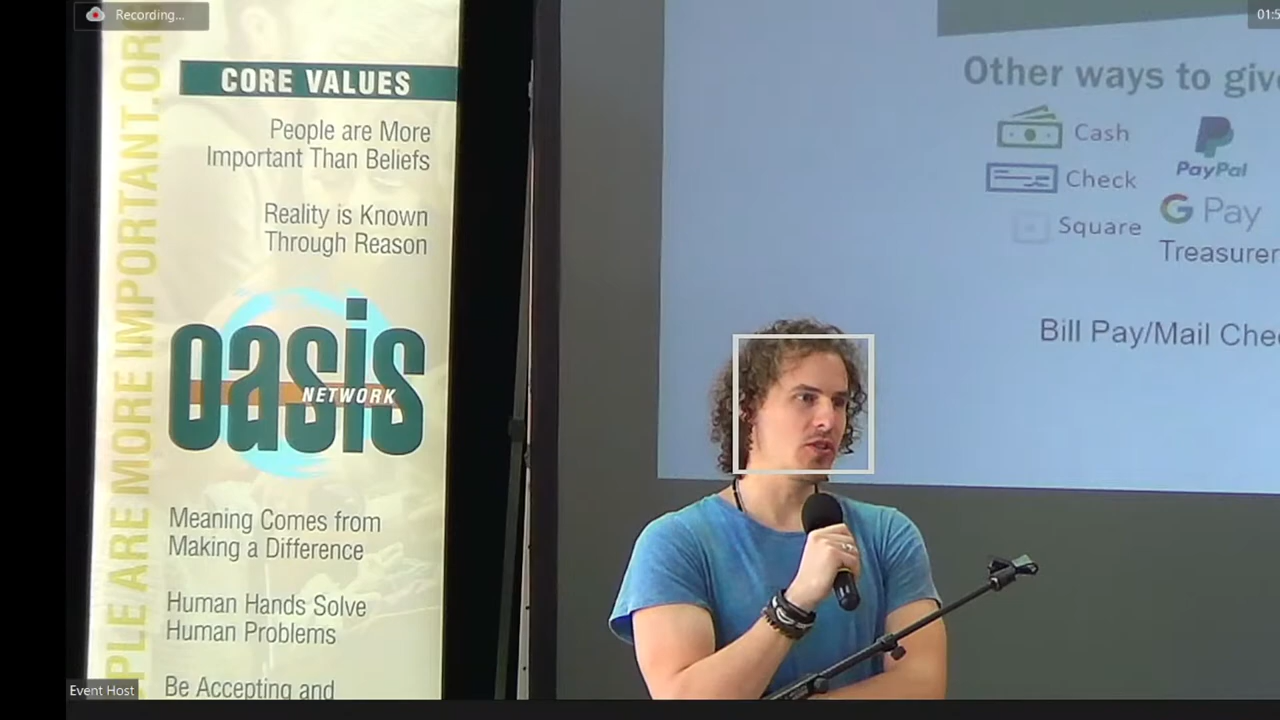 Recording...
01:5
PLE ARE MORE IMPORTANT.OR
CORE VALUES
People are More
Important Than Beliefs
Reality is Known
Through Reason
oasis
NETWORK
Meaning Comes from
Making a Difference
Human Hands Solve
Human Problems
Be Accepting and
Other ways to give
Cash
PayPal
Check
G Pay
Square
Treasurer
Bill Pay/Mail Chec
Event Host